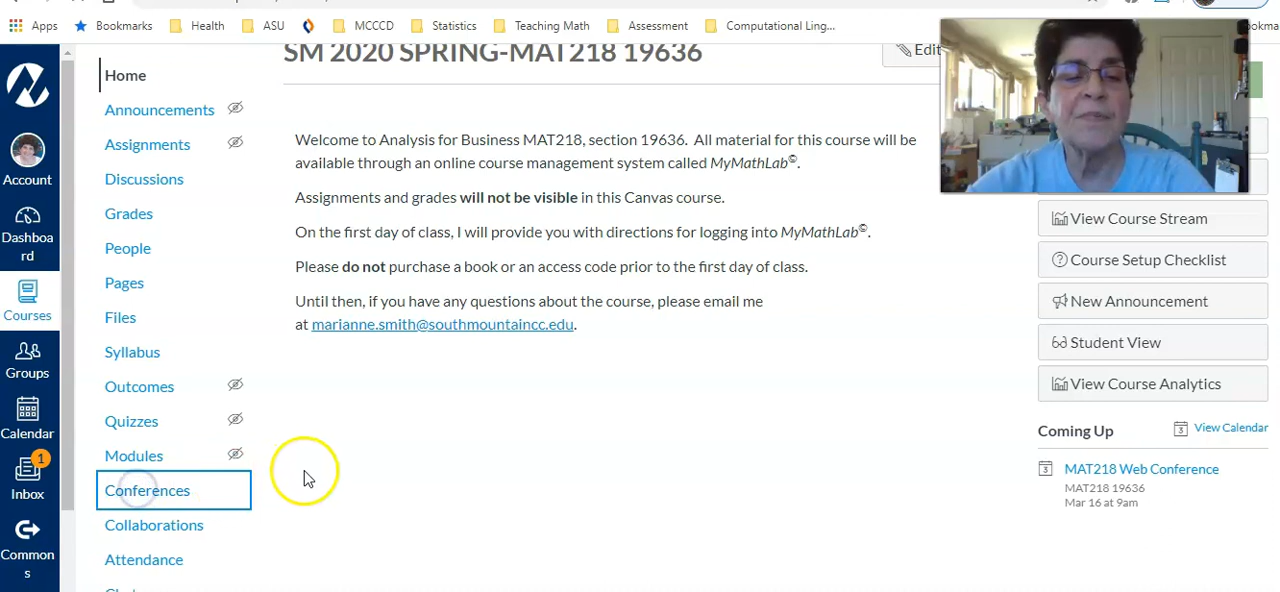 Apps
Bookmarks
Health
ASU
MCCCD
Statistics
Teaching Math
Assessment
Computational Ling...
Account
Dashboa
rd
Courses
Groups
Calendar
1
Inbox
Common
s
Home
Announcements
Assignments
Discussions
Grades
People
Pages
Files
Syllabus
Outcomes
Quizzes
Modules
Conferences
Collaborations
Attendance
SM 2020 SPRING-MAT218 19636
Edit
Welcome to Analysis for Business MAT218, section 19636. All material for this course will be
available through an online course management system called MyMathLab©.
Assignments and grades will not be visible in this Canvas course.
On the first day of class, I will provide you with directions for logging into MyMathLab©.
Please do not purchase a book or an access code prior to the first day of class.
Until then, if you have any questions about the course, please email me
at marianne.smith@southmountaincc.edu.
View Course Stream
Course Setup Checklist
New Announcement
Student View
View Course Analytics
Coming Up
3 View Calendar
3 MAT218 Web Conference
MAT218 19636
Mar 16 at 9am